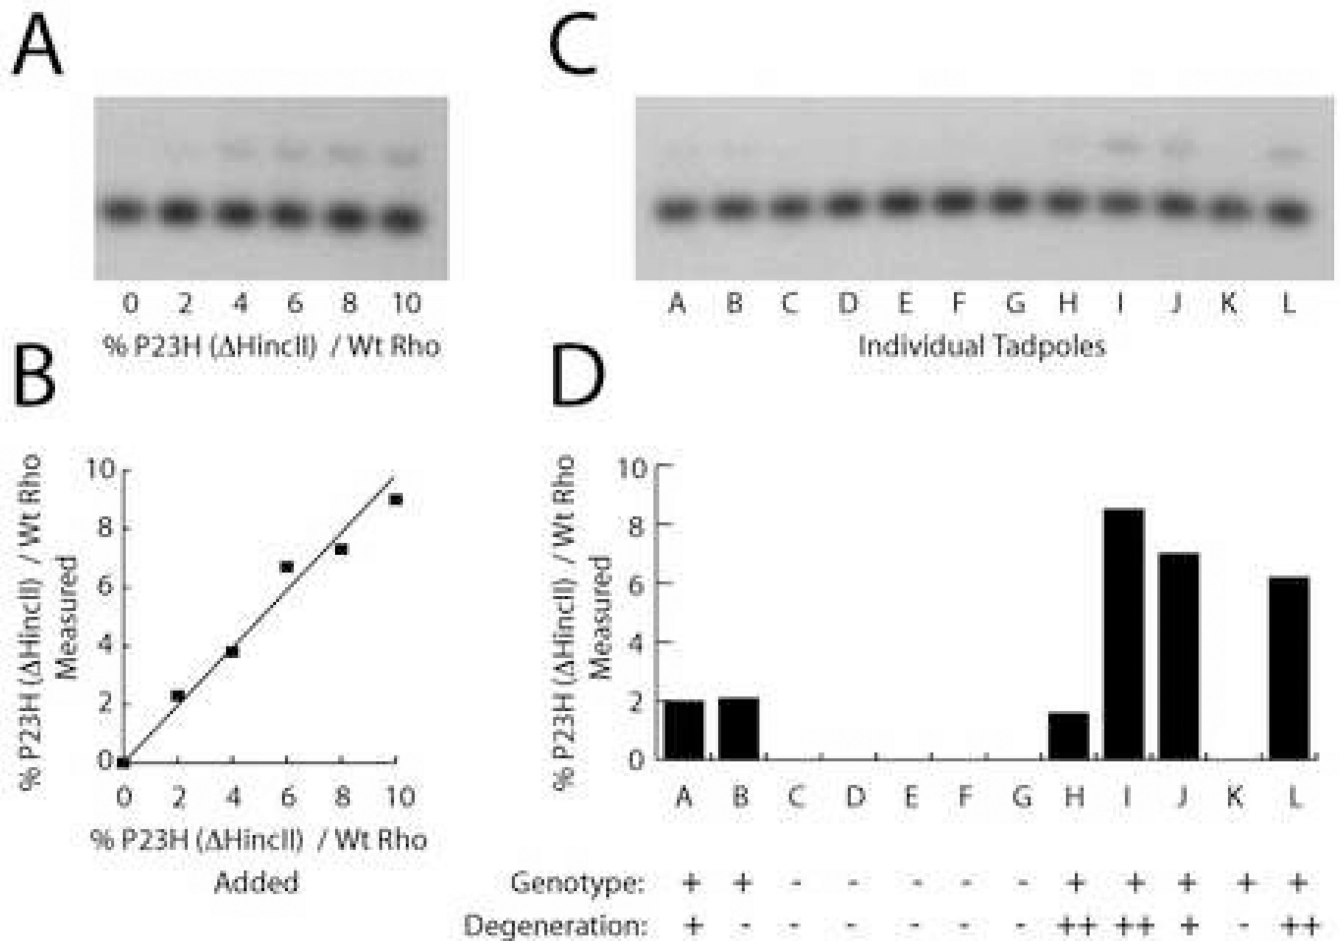 A
0 2 4 6 8 10
% P23H (ΔHincII) / Wt Rho
B
% P23H (ΔHincII) / Wt Rho
Measured
10
8
6
4
2
0
0 2 4 6 8 10
% P23H (ΔHincII) / Wt Rho
Added
C
A B C D E F G H I J K L
Individual Tadpoles
D
% P23H (ΔHincII) / Wt Rho
Measured
10
8
6
4
2
0
A B C D E F G H I J K L
Genotype: + + - - - - - + + + + +
Degeneration: + - - - - - - ++ ++ + - ++